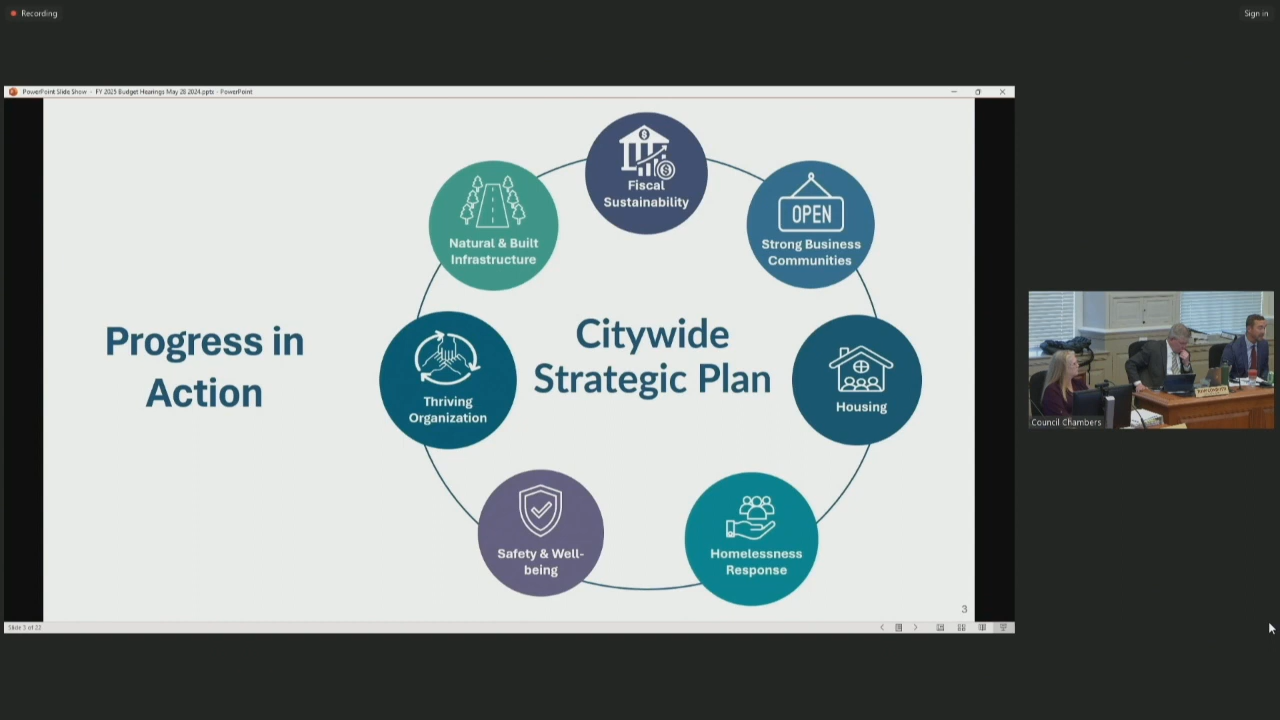 Recording
Sign in
PowerPoint Slide Show - FY 2025 Budget Hearings May 28 2024.pptx - PowerPoint
Progress in
Action
Citywide
Strategic Plan
Fiscal
Sustainability
OPEN
Strong Business
Communities
Housing
Homelessness
Response
Safety & Well-
being
Thriving
Organization
Natural & Built
Infrastructure
3
Slide 3 of 22
Council Chambers